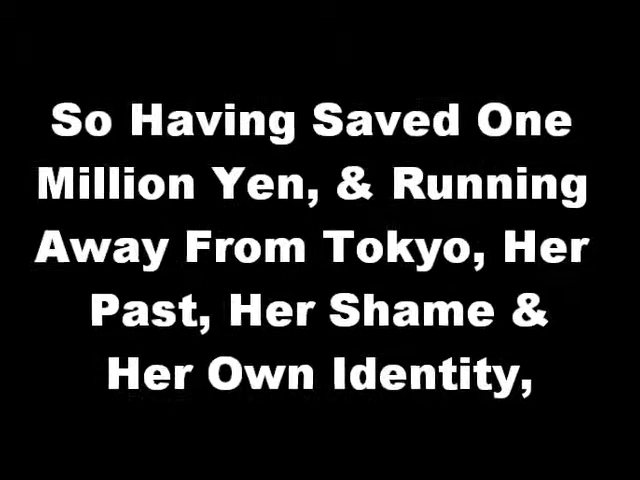 So Having Saved One
Million Yen, & Running
Away From Tokyo, Her
Past, Her Shame &
Her Own Identity,